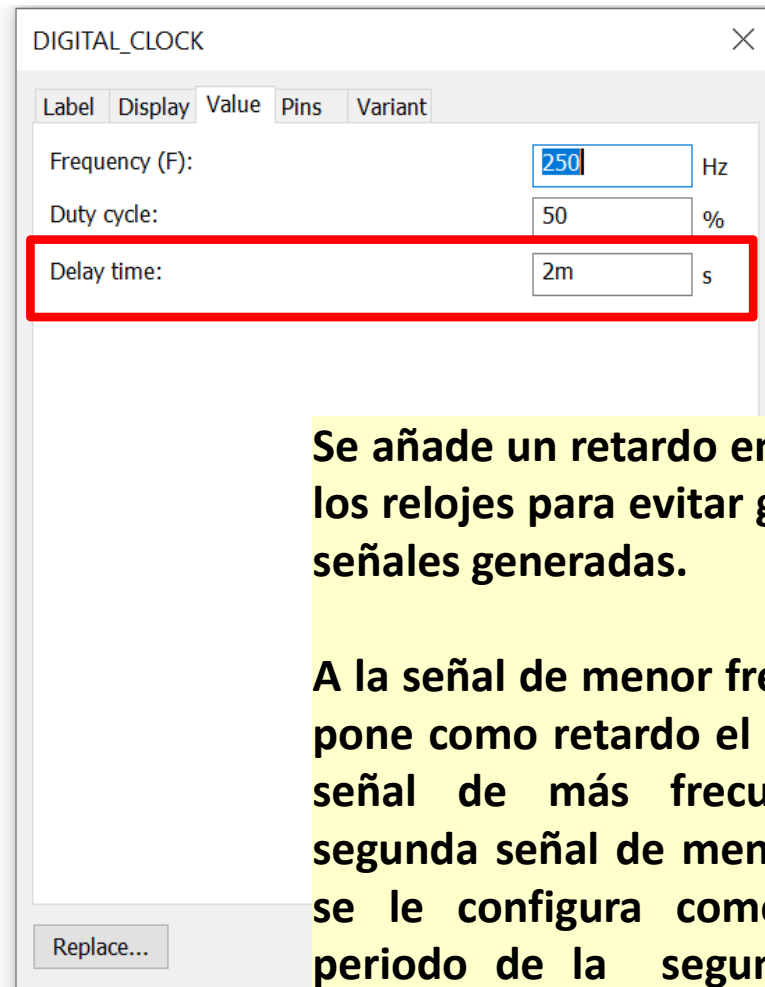 DIGITAL_CLOCK
Label Display Value Pins Variant
Frequency (F): 250 Hz
Duty cycle: 50 %
Delay time: 2m s
Se añade un retardo
los relojes para evitar
señales generadas.
A la señal de menor
pone como retardo el
señal de más
segunda señal de
se le configura
periodo de la
Replace...